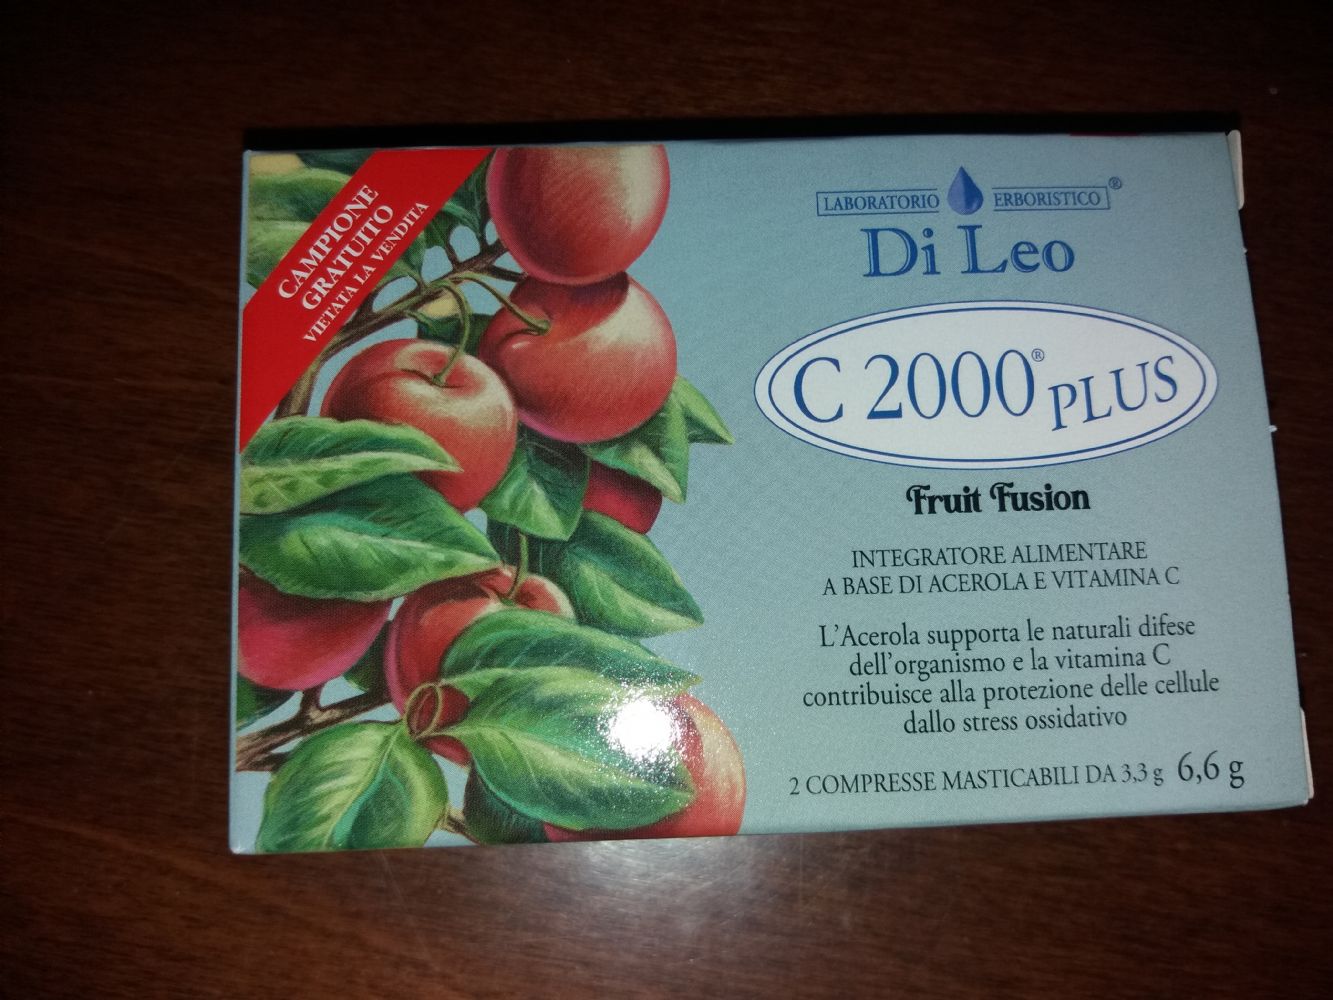 CAMPIONE
GRATUITO
VIETATA LA VENDITA
LABORATORIO ERBORISTICO®
Di Leo
C 2000® PLUS
Fruit Fusion
INTEGRATORE ALIMENTARE
A BASE DI ACEROLA E VITAMINA C
L'Acerola supporta le naturali difese
dell'organismo e la vitamina C
contribuisce alla protezione delle cellule
dallo stress ossidativo
2 COMPRESSE MASTICABILI DA 3,3 g 6,6 g